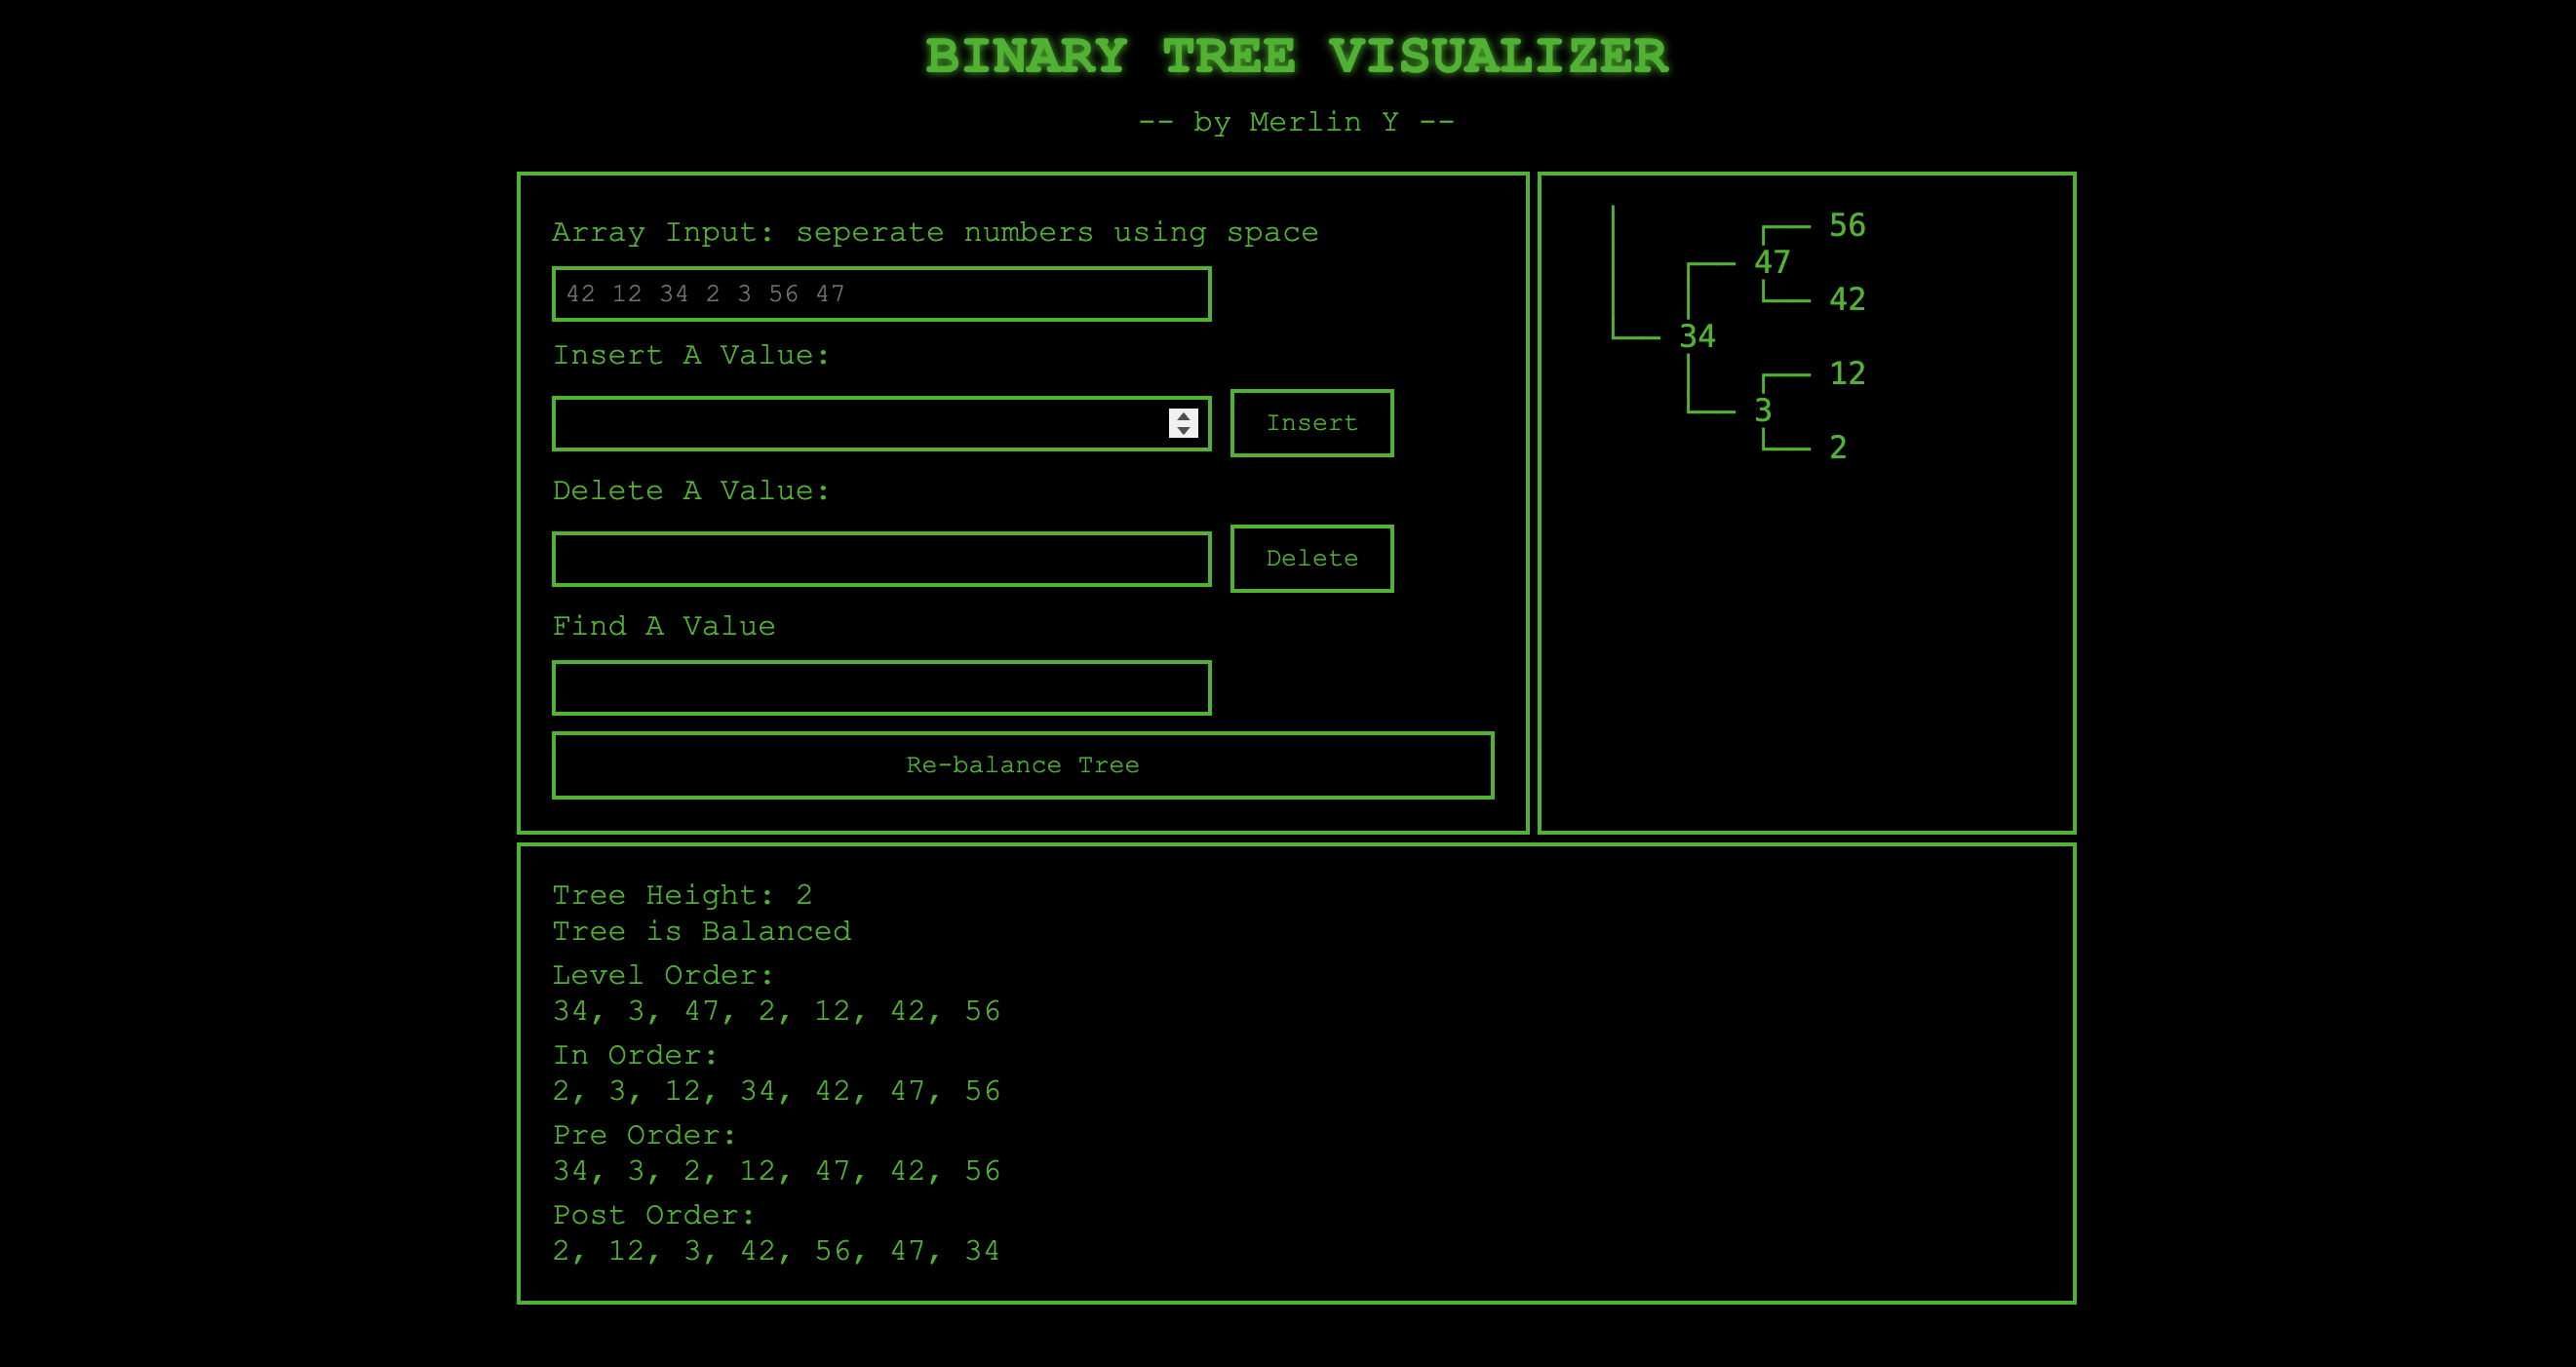 BINARY TREE VISUALIZER
-- by Merlin Y --
Array Input: seperate numbers using space
42 12 34 2 3 56 47
Insert A Value:
Insert
Delete A Value:
Delete
Find A Value
Re-balance Tree
56
47
42
34
12
3
2
Tree Height: 2
Tree is Balanced
Level Order:
34, 3, 47, 2, 12, 42, 56
In Order:
2, 3, 12, 34, 42, 47, 56
Pre Order:
34, 3, 2, 12, 47, 42, 56
Post Order:
2, 12, 3, 42, 56, 47, 34